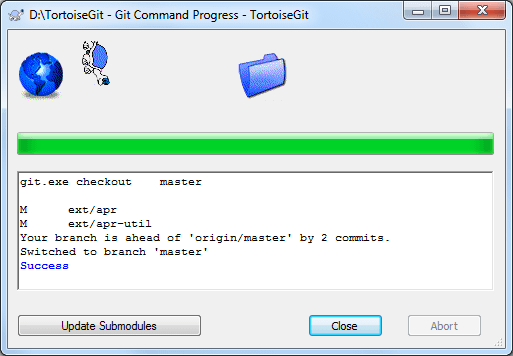 D:\TortoiseGit - Git Command Progress - TortoiseGit
git.exe checkout    master
M      ext/apr
M      ext/apr-util
Your branch is ahead of 'origin/master' by 2 commits.
Switched to branch 'master'
Success
Update Submodules
Close
Abort